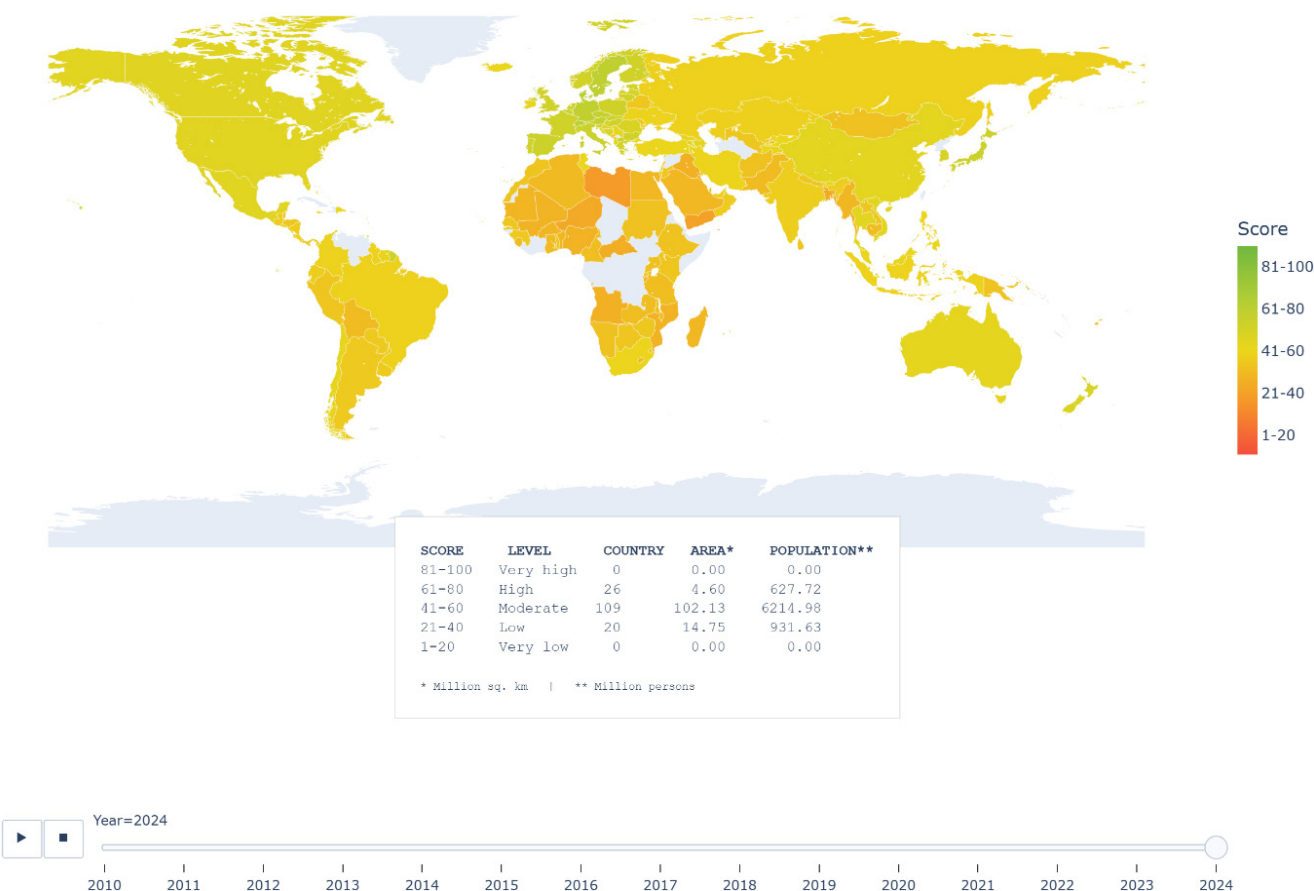 Score
81-100
61-80
41-60
21-40
1-20
SCORE LEVEL COUNTRY AREA* POPULATION**
81-100 Very high 0 0.00 0.00
61-80 High 26 4.60 627.72
41-60 Moderate 109 102.13 6214.98
21-40 Low 20 14.75 931.63
1-20 Very low 0 0.00 0.00
* Million sq. km | ** Million persons
Year=2024
2010 2011 2012 2013 2014 2015 2016 2017 2018 2019 2020 2021 2022 2023 2024